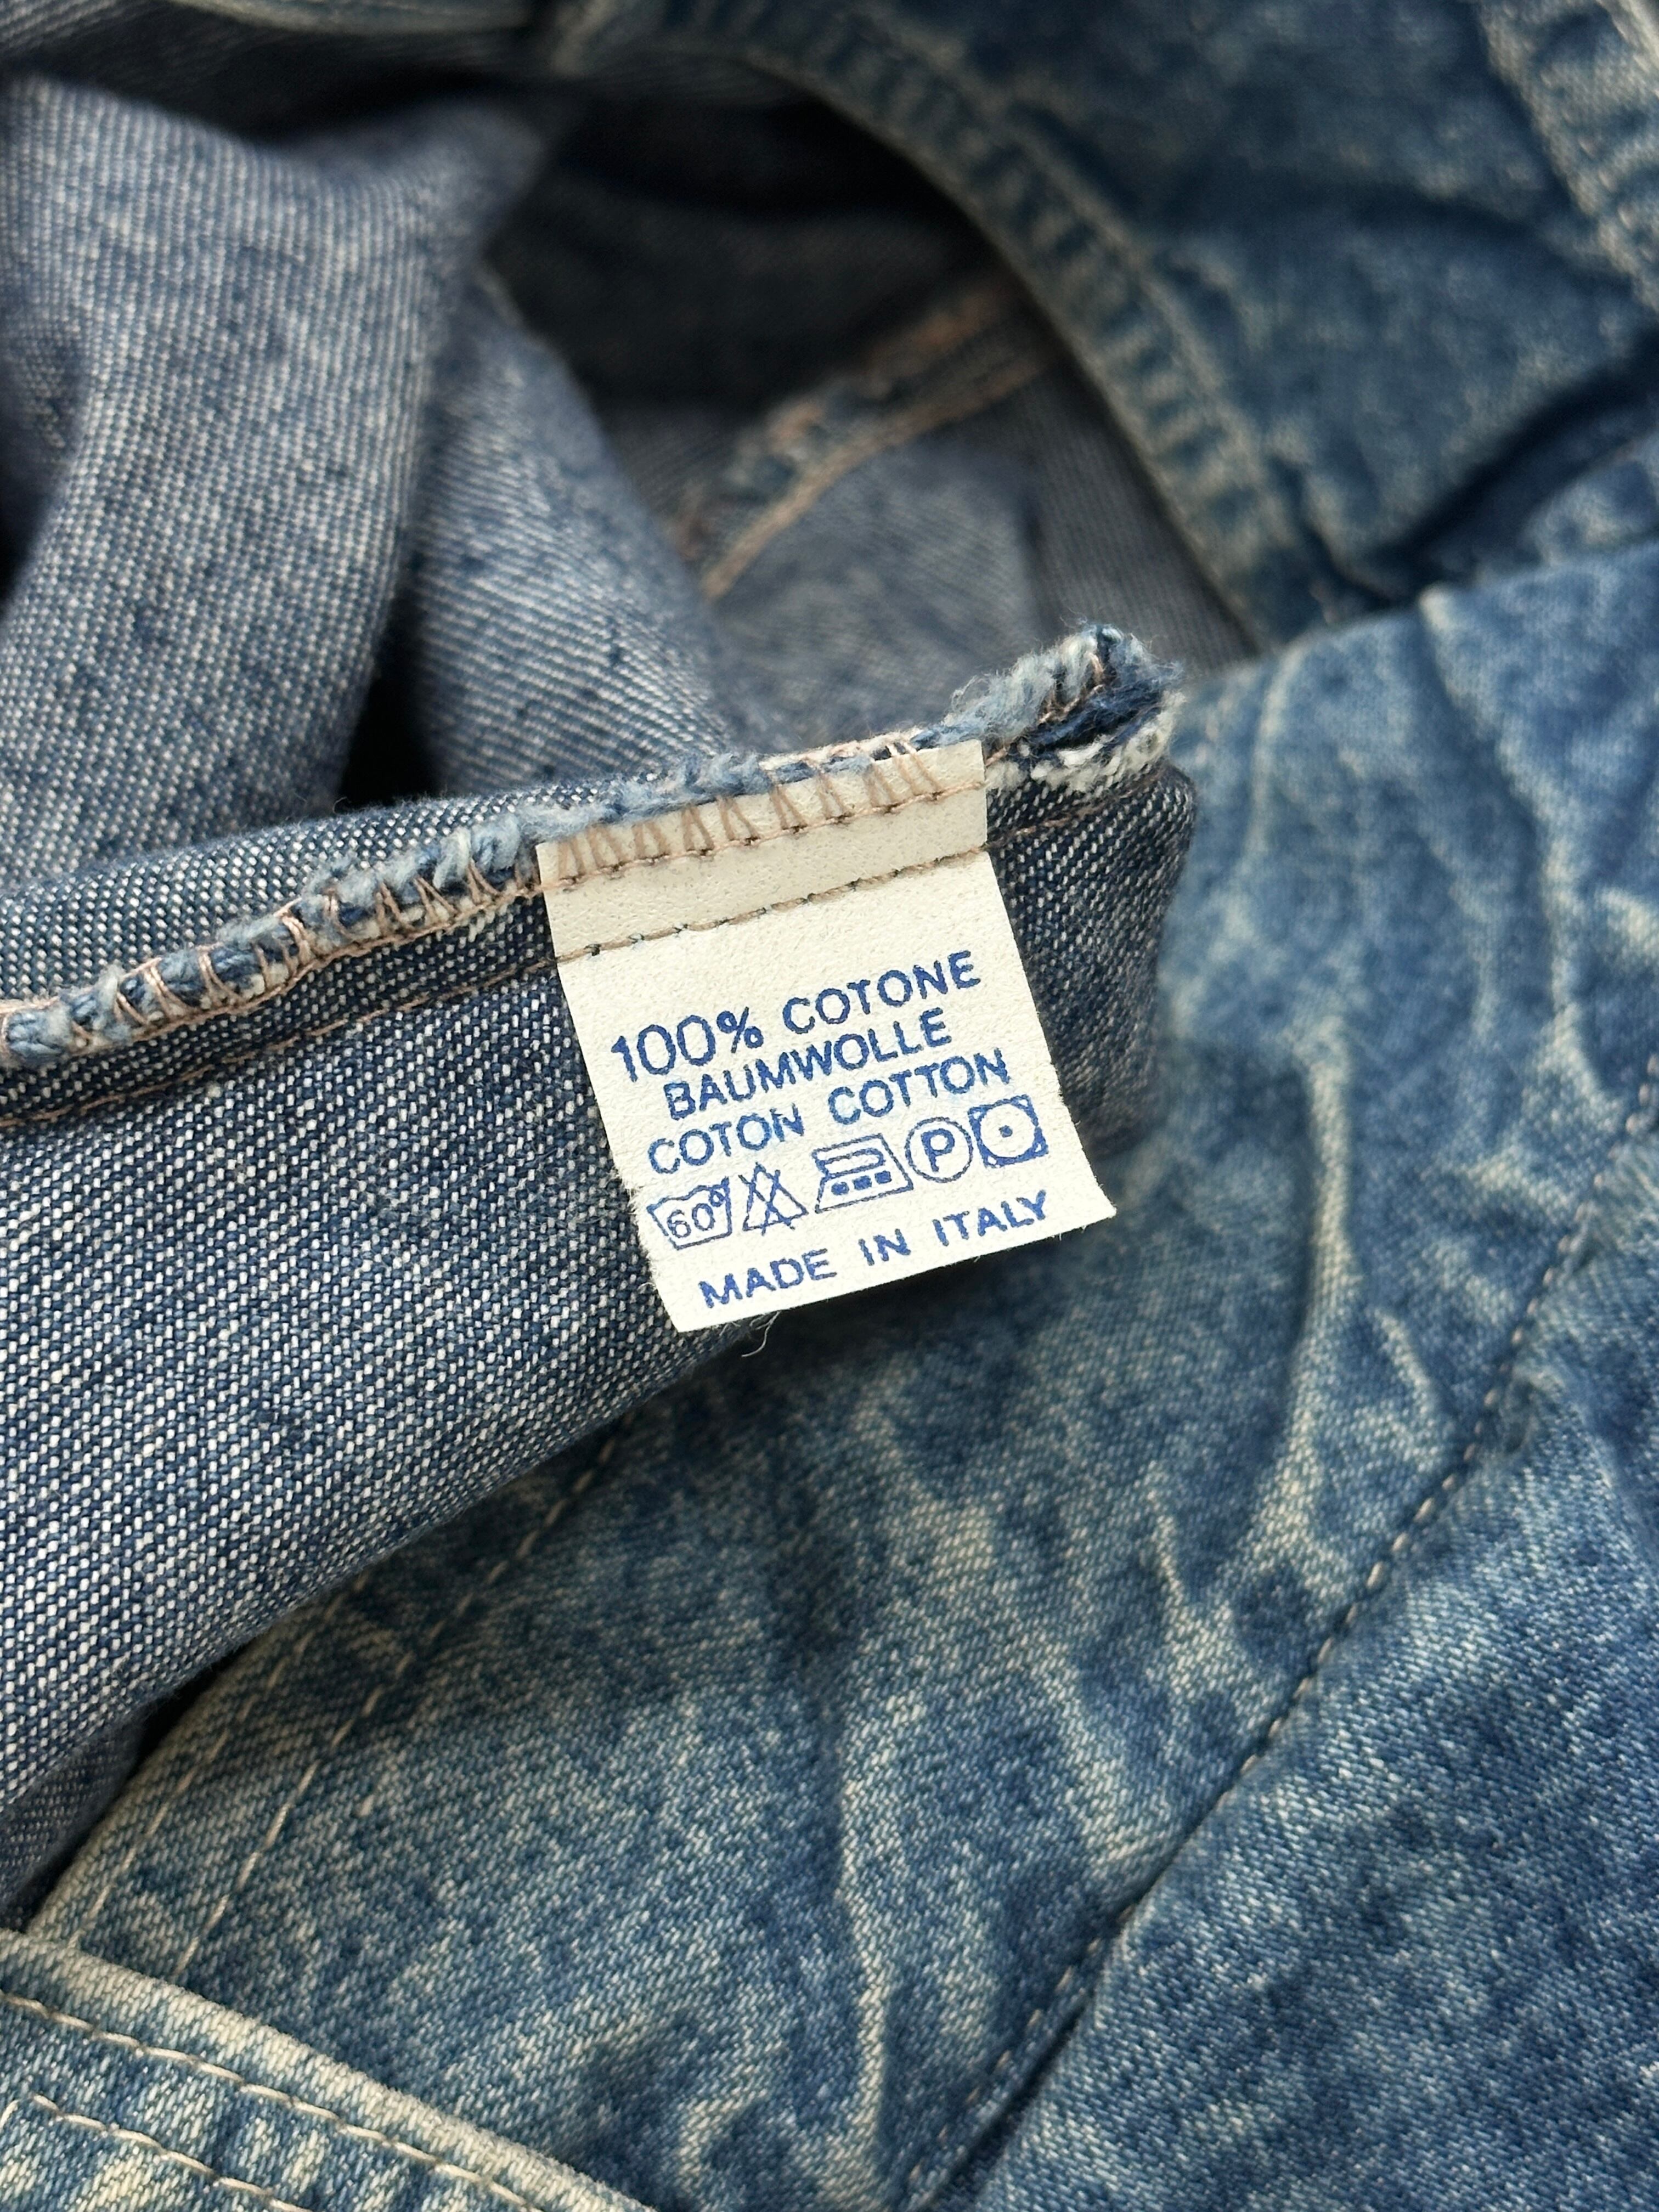 100% COTONE
BAUMWOLLE
COTON COTTON
60° P
MADE IN ITALY